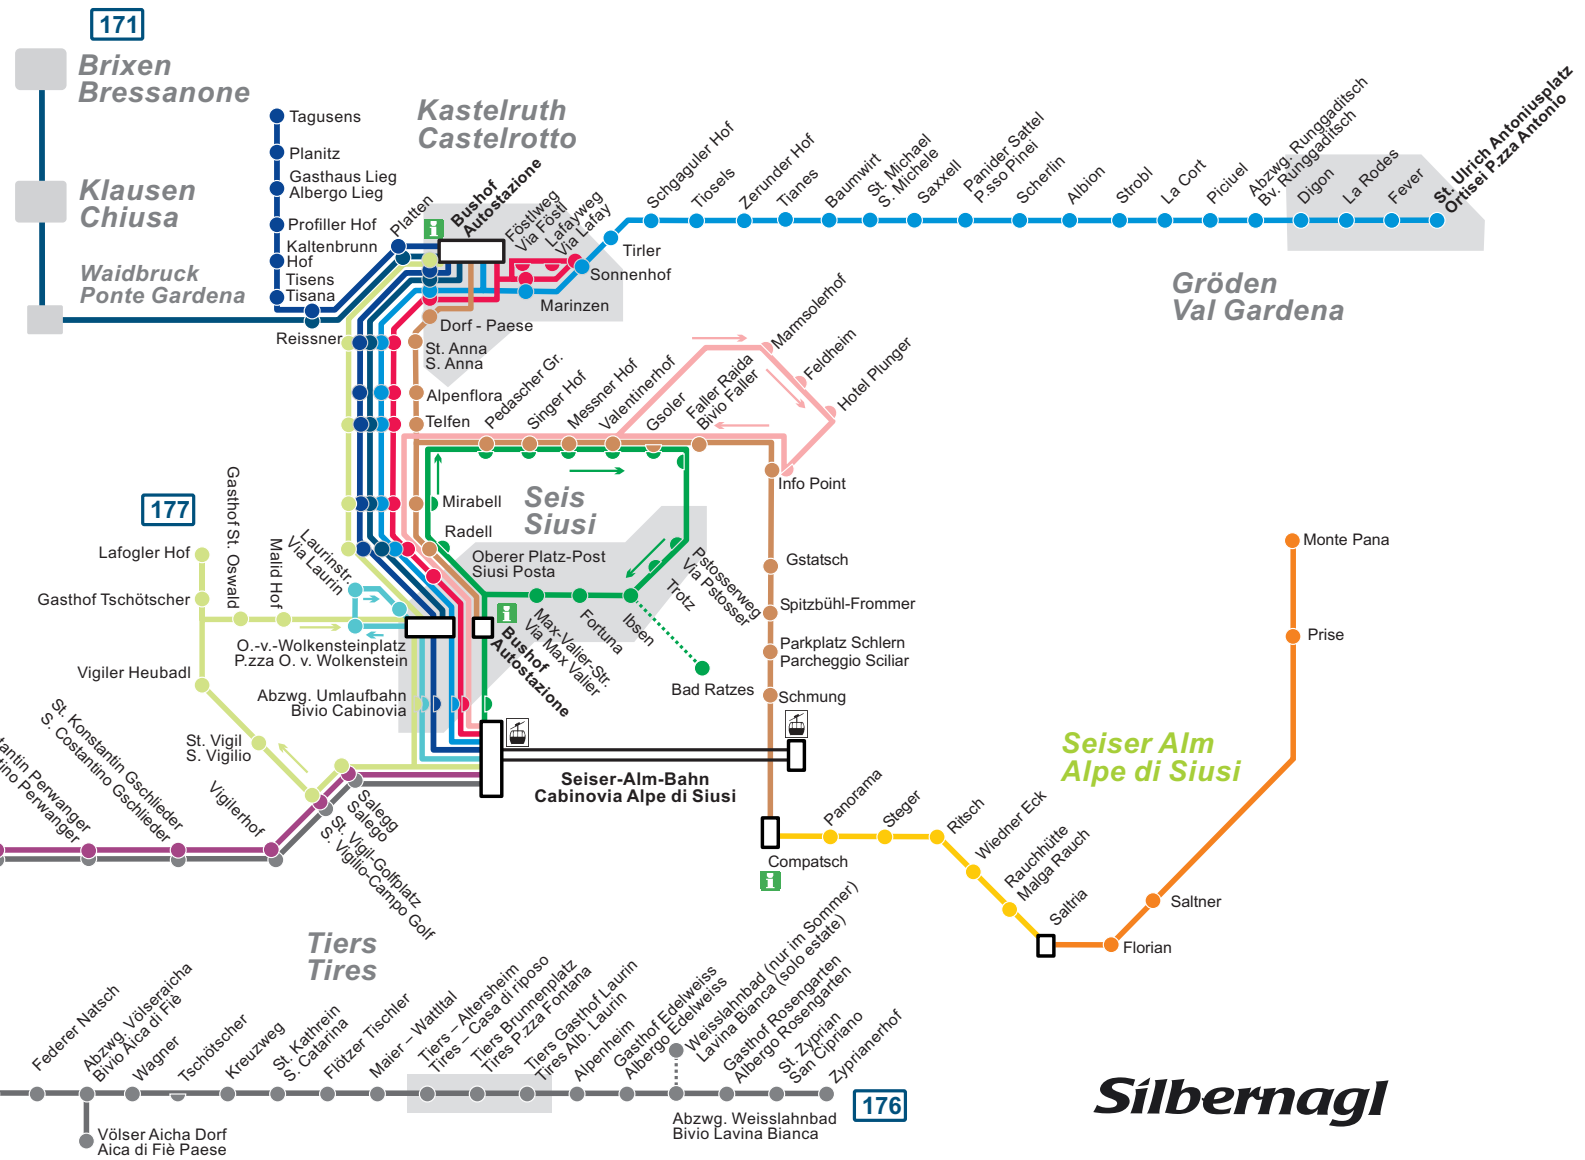 171
Brixen
Bressanone
Klausen
Chiusa
Waidbruck
Ponte Gardena
Tagusens
Planitz
Gasthaus Lieg
Albergo Lieg
Profiller Hof
Kaltenbrunn
Hof
Tisens
Tisana
Reissner
Platten
Kastelruth
Castelrotto
Bushof
Autostazione
Föstlweg
Via Föstl
Lafayweg
Via Lafay
Marinzen
Sonnenhof
Tirler
Schgaguler Hof
Tiosels
Zerunder Hof
Tianes
Baumwirt
St. Michael
S. Michele
Saxxell
Panider Sattel
P.sso Pinei
Scherlin
Albion
Strobl
La Cort
Piciuel
Abzwg. Runggaditsch
Bv. Runggaditsch
Digon
La Rodes
Fever
St. Ulrich Antoniusplatz
Ortisei P.zza Antonio
Gröden
Val Gardena
Dorf - Paese
St. Anna
S. Anna
Alpenflora
Telfen
Pedascher Gr.
Singer Hof
Messner Hof
Valentinerhof
Gsoler
Faller Raida
Bivio Faller
Marmsolerhof
Feldheim
Hotel Plunger
Info Point
Mirabell
Radell
Seis
Siusi
Oberer Platz-Post
Siusi Posta
Pstosserweg
Via Pstosser
Trotz
Ibsen
Fortuna
Max-Valier-Str.
Via Max Valier
Bushof
Autostazione
Bad Ratzes
177
Lafogler Hof
Gasthof Tschötscher
Gasthof St. Oswald
Malid Hof
Laurinstr.
Via Laurin
O.-v.-Wolkensteinplatz
P.zza O. v. Wolkenstein
Vigiler Heubadl
Abzwg. Umlaufbahn
Bivio Cabinovia
St. Vigil
S. Vigilio
Gstatsch
Spitzbühl-Frommer
Parkplatz Schlern
Parcheggio Sciliar
Schmung
Seiser-Alm-Bahn
Cabinovia Alpe di Siusi
Monte Pana
Prise
Seiser Alm
Alpe di Siusi
Saltner
Florian
Saltria
Rauchhütte
Malga Rauch
Wiedner Eck
Ritsch
Steger
Panorama
Compatsch
Perwanger
Perwanger
St. Konstantin Gschlieder
S. Costantino Gschlieder
Vigilerhof
Salegg
Salego
St. Vigil-Golfplatz
S. Vigilio-Campo Golf
Tiers
Tires
Federer Natsch
Abzwg. Völseraicha
Bivio Aica di Fiè
Wagner
Tschötscher
Kreuzweg
St. Kathrein
S. Catarina
Flötzer Tischler
Maier – Wattltal
Tiers – Altersheim
Tires – Casa di riposo
Tiers Brunnenplatz
Tires P.zza Fontana
Tiers Gasthof Laurin
Tires Alb. Laurin
Alpenheim
Gasthof Edelweiss
Albergo Edelweiss
Weisslahnbad (nur im Sommer)
Lavina Bianca (solo estate)
Gasthof Rosengarten
Albergo Rosengarten
St. Zyprian
San Cipriano
Zyprianerhof
176
Abzwg. Weisslahnbad
Bivio Lavina Bianca
Völser Aicha Dorf
Aica di Fiè Paese
Silbernagl